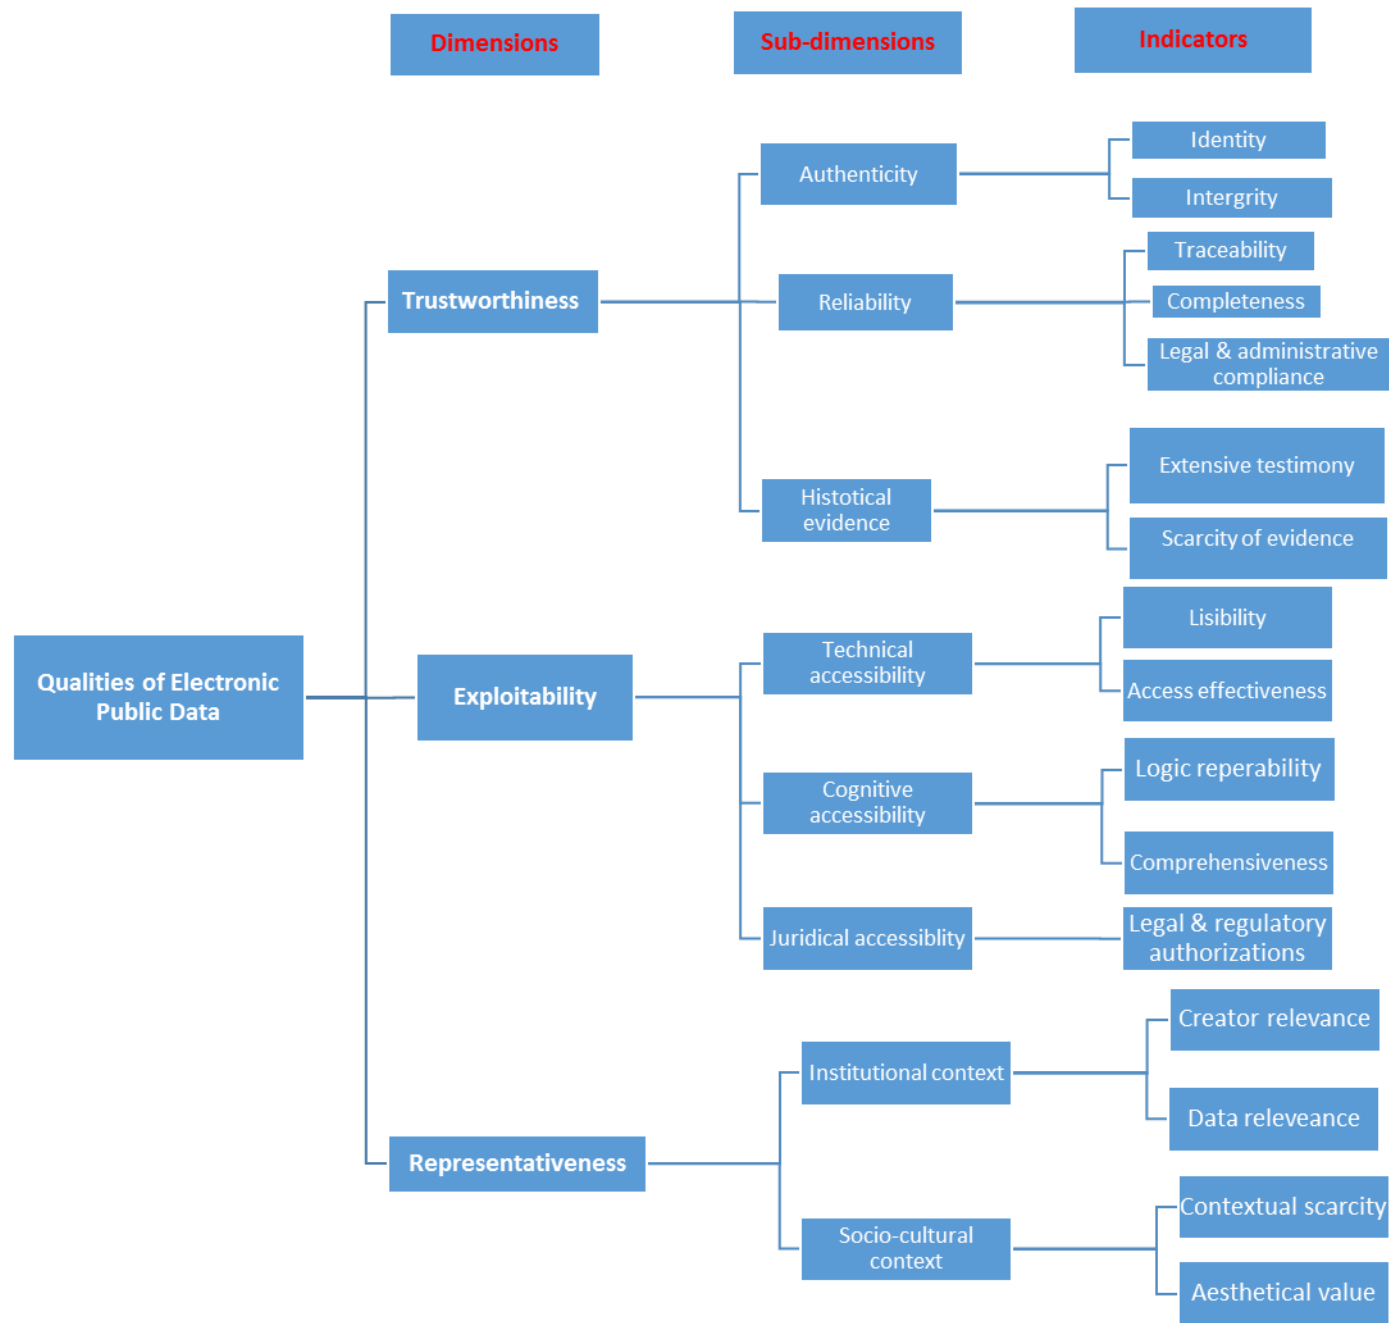 Dimensions
Sub-dimensions
Indicators
Identity
Authenticity
Intergrity
Traceability
Trustworthiness
Reliability
Completeness
Legal & administrative
compliance
Extensive testimony
Histotical
evidence
Scarcity of evidence
Lisibility
Technical
accessibility
Qualities of Electronic
Public Data
Exploitability
Access effectiveness
Logic reperability
Cognitive
accessibility
Comprehensiveness
Juridical accessiblity
Legal & regulatory
authorizations
Creator relevance
Institutional context
Data releveance
Representativeness
Contextual scarcity
Socio-cultural
context
Aesthetical value